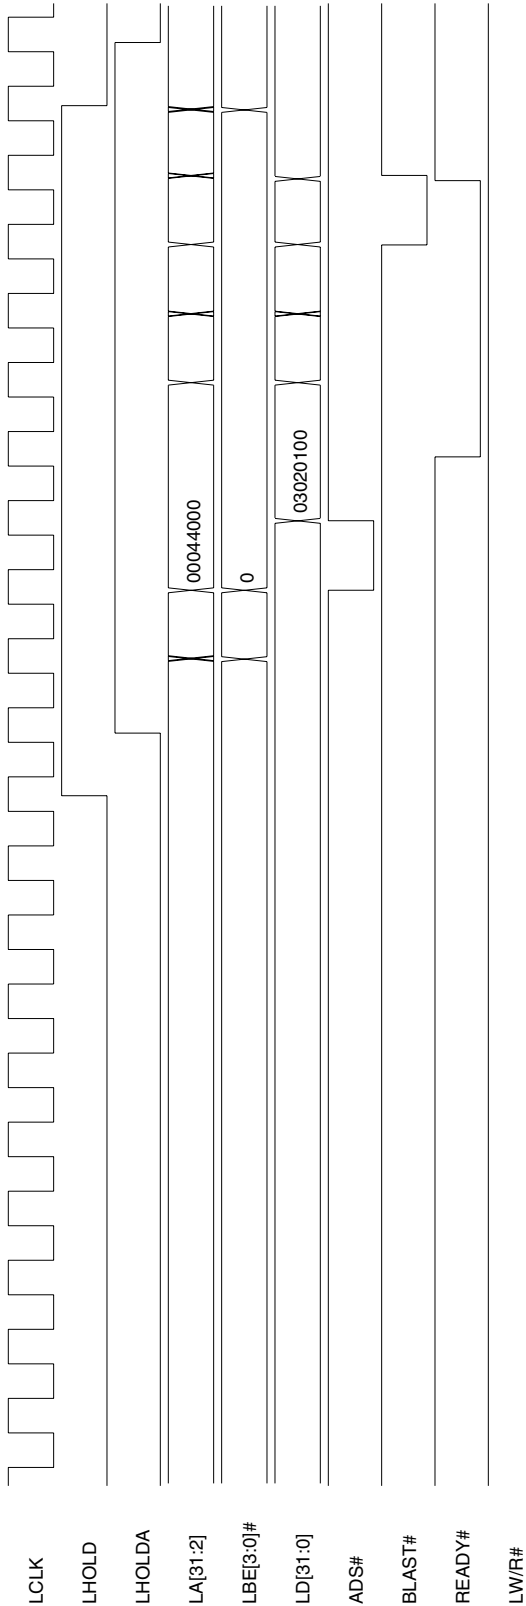 LCLK
LHOLD
LHOLDA
LA[31:2]
00044000
LBE[3:0]#
0
LD[31:0]
03020100
ADS#
BLAST#
READY#
LW/R#